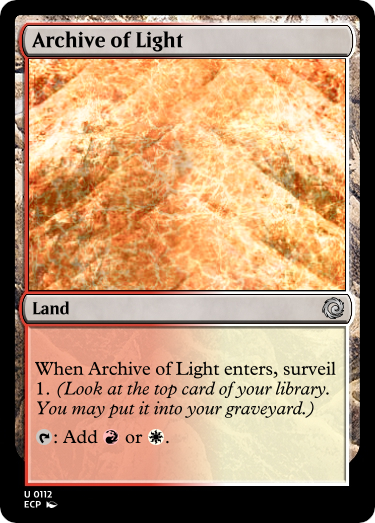 Archive of Light
Land
When Archive of Light enters, surveil
1. (Look at the top card of your library.
You may put it into your graveyard.)
: Add or .
U 0112
ECP